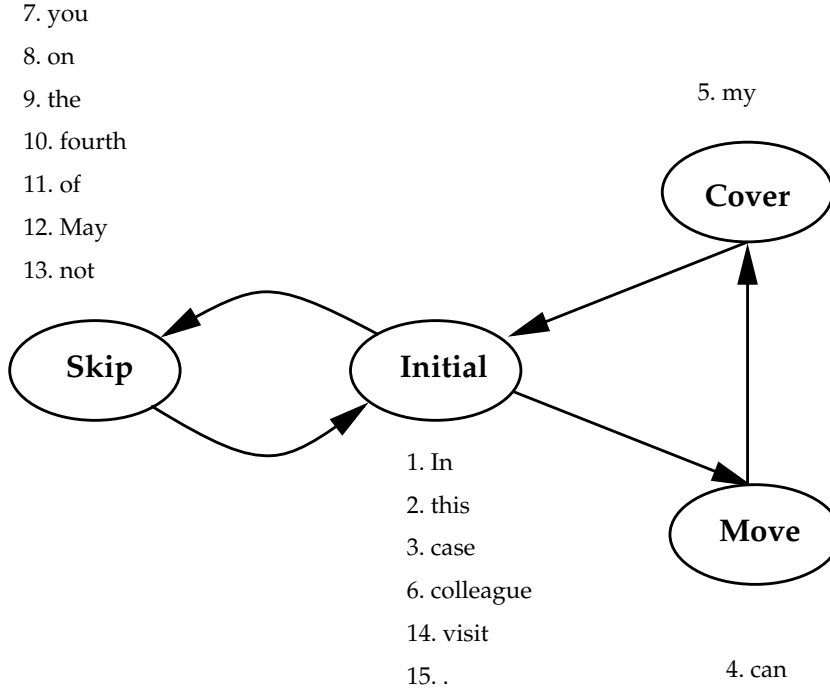 7. you
8. on
9. the
10. fourth
11. of
12. May
13. not
5. my
Cover
Skip
Initial
1. In
2. this
3. case
6. colleague
14. visit
15. .
Move
4. can